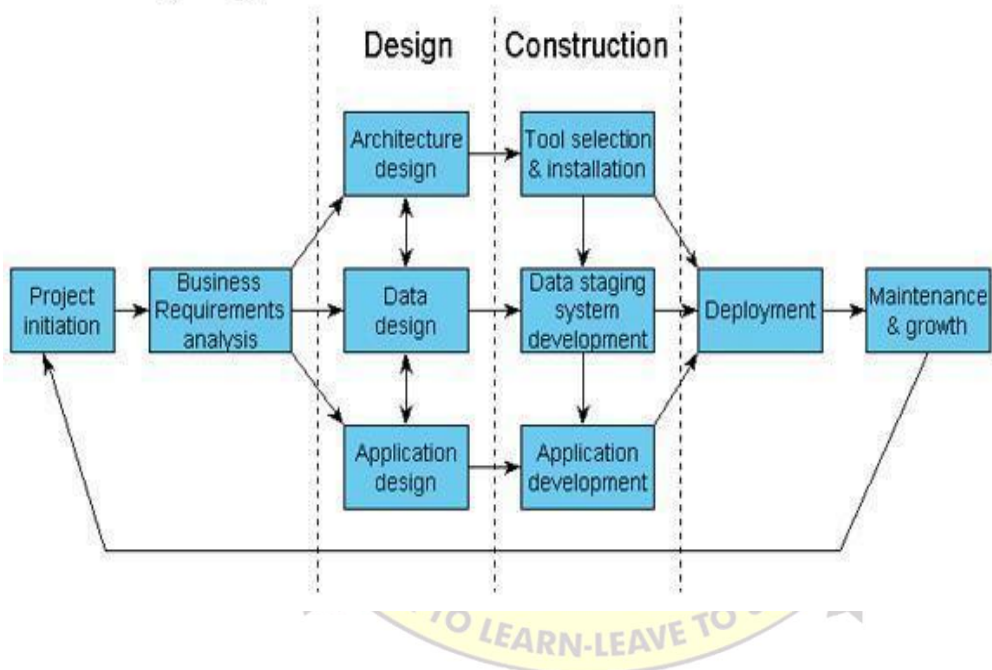 Design
Construction
Architecture
design
Tool selection
& installation
Project
initiation
Business
Requirements
analysis
Data
design
Data staging
system
development
Deployment
Maintenance
& growth
Application
design
Application
development
TO LEARN-LEAVE TO